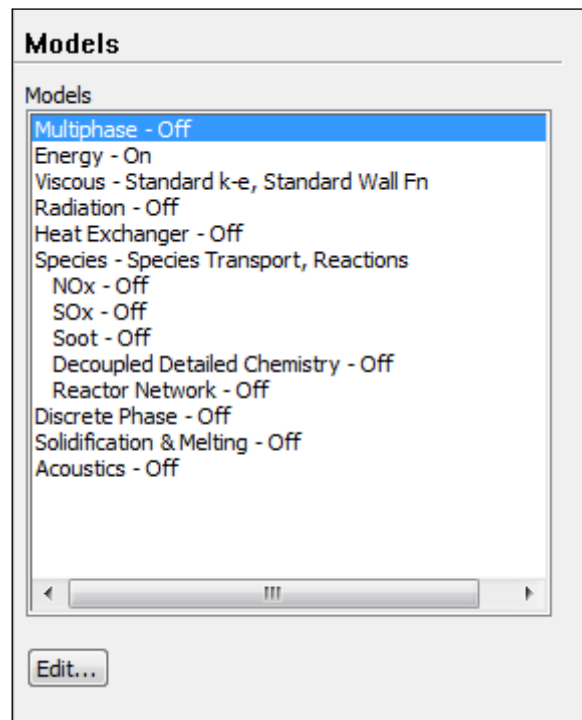 Models
Models
Multiphase - Off
Energy - On
Viscous - Standard k-e, Standard Wall Fn
Radiation - Off
Heat Exchanger - Off
Species - Species Transport, Reactions
NOx - Off
SOx - Off
Soot - Off
Decoupled Detailed Chemistry - Off
Reactor Network - Off
Discrete Phase - Off
Solidification & Melting - Off
Acoustics - Off
Edit...